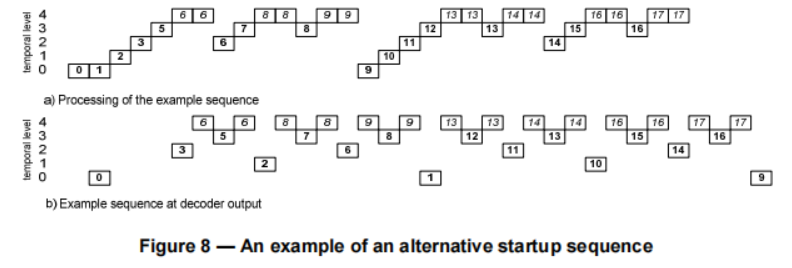 temporal level
4 6 6 8 8 9 9 13 13 14 14 16 16 17 17
3 5 7 8 12 13 15 16
2 3 6 11 14
1 2 10
0 0 1 9
a) Processing of the example sequence
temporal level
4 6 6 8 8 9 9 13 13 14 14 16 16 17 17
3 5 7 8 12 13 15 16
2 3 6 11 14
1 2 10
0 0 1 9
b) Example sequence at decoder output
Figure 8 — An example of an alternative startup sequence